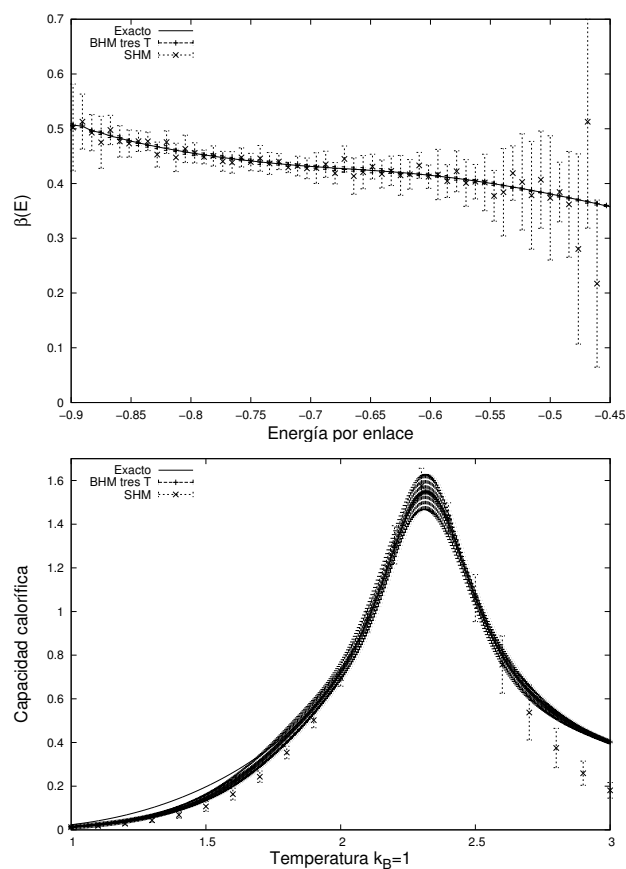 Exacto
BHM tres T
SHM
0.7
0.6
0.5
0.4
0.3
0.2
0.1
0
β(E)
−0.9 −0.85 −0.8 −0.75 −0.7 −0.65 −0.6 −0.55 −0.5 −0.45
Energía por enlace
Exacto
BHM tres T
SHM
1.6
1.4
1.2
1
0.8
0.6
0.4
0.2
0
Capacidad calorífica
1 1.5 2 2.5 3
Temperatura k_B=1